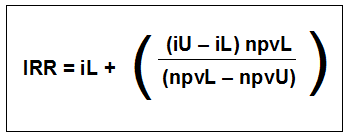 IRR = iL + ( (iU – iL) npvL
(npvL – npvU) )